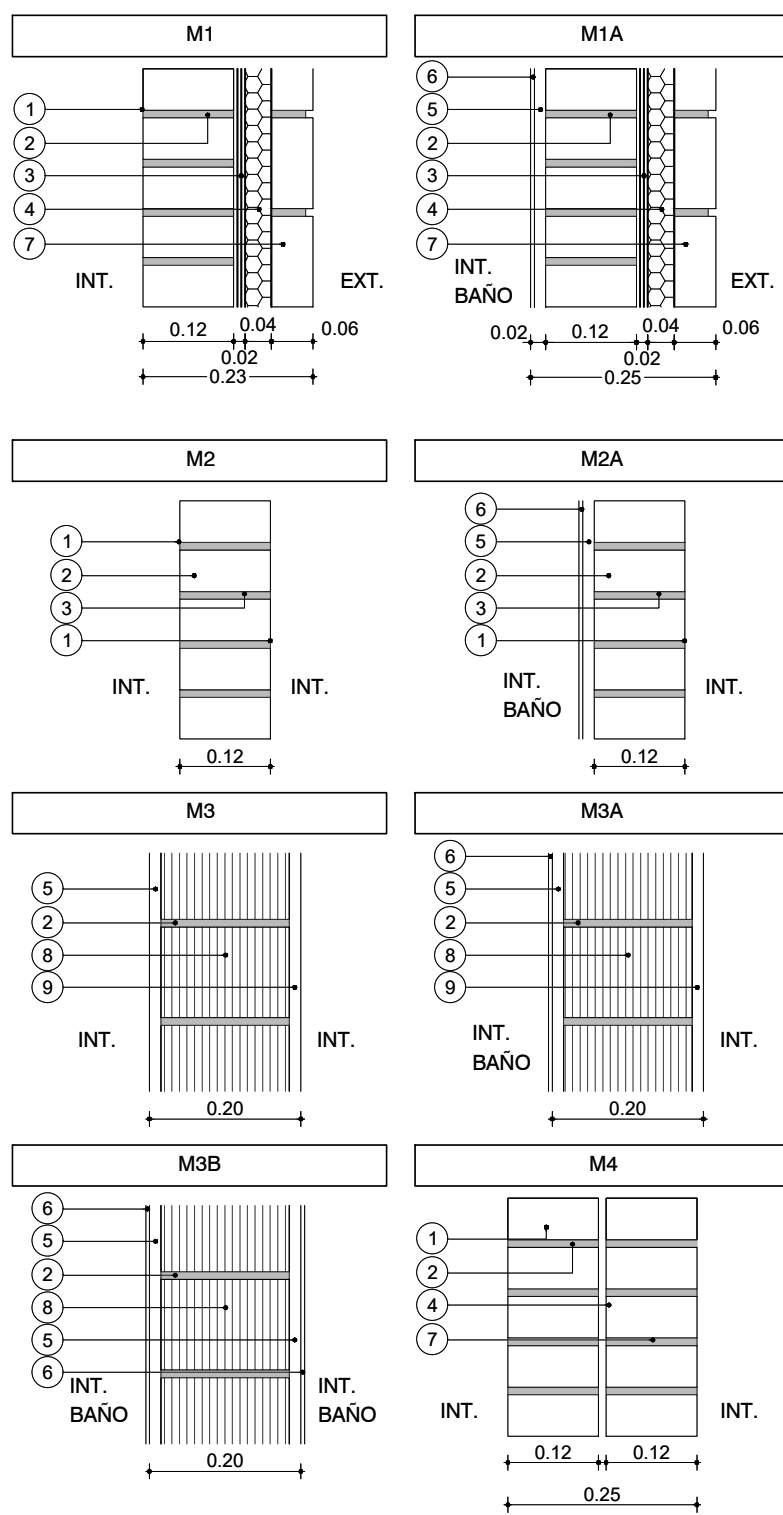 M1
1
2
3
4
7
INT.
EXT.
0.12
0.04
0.06
0.02
0.23
M1A
6
5
2
3
4
7
INT.
BAÑO
EXT.
0.02
0.12
0.04
0.06
0.02
0.25
M2
1
2
3
1
INT.
INT.
0.12
M2A
6
5
2
3
1
INT.
BAÑO
INT.
0.12
M3
5
2
8
9
INT.
INT.
0.20
M3A
6
5
2
8
9
INT.
BAÑO
INT.
0.20
M3B
6
5
2
8
5
6
INT.
BAÑO
INT.
BAÑO
0.20
M4
1
2
4
7
INT.
INT.
0.12
0.12
0.25